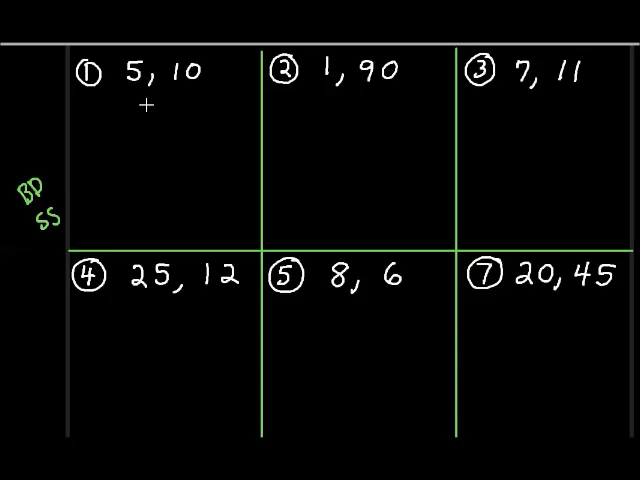 ① 5, 10
② 1, 90
③ 7, 11
BD
SS
④ 25, 12
⑤ 8, 6
⑦ 20, 45